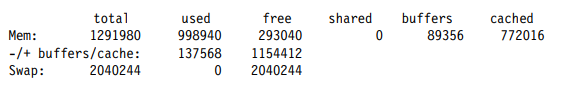 total used free shared buffers cached
Mem: 1291980 998940 293040 0 89356 772016
-/+ buffers/cache: 137568 1154412
Swap: 2040244 0 2040244